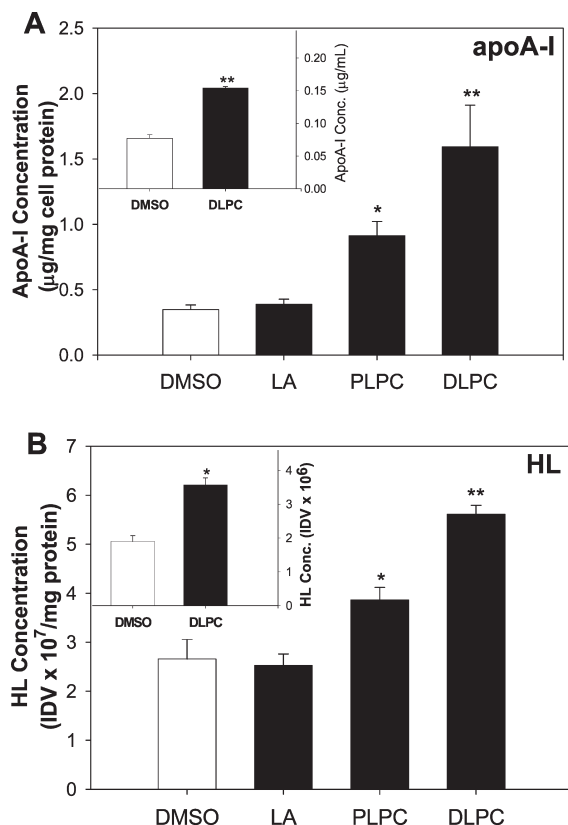 A
apoA-I
ApoA-I Concentration
(µg/mg cell protein)
2.5
2.0
1.5
1.0
0.5
0.0
**
0.20
0.15
0.10
0.05
0.00
ApoA-I Conc. (µg/mL)
DMSO DLPC
*
**
DMSO LA PLPC DLPC
B
HL
HL Concentration
(IDV x 10⁷/mg protein)
7
6
5
4
3
2
1
0
*
4
3
2
1
0
HL Conc. (IDV x 10⁶)
DMSO DLPC
*
**
DMSO LA PLPC DLPC